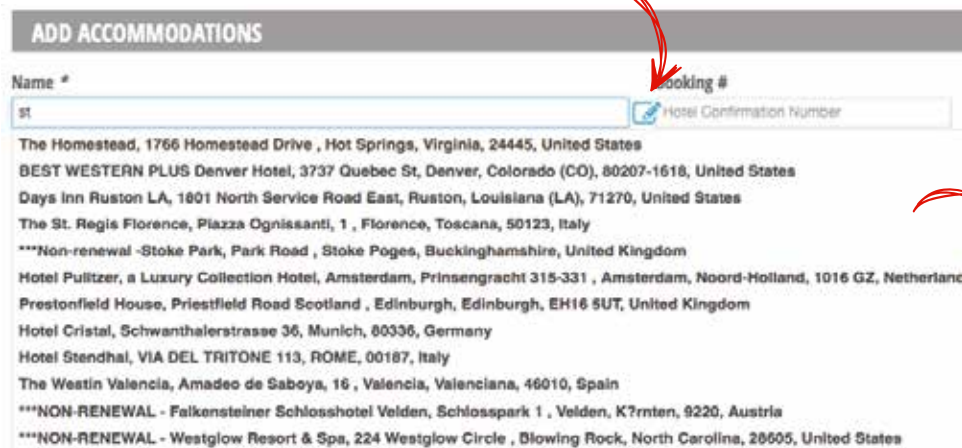 ADD ACCOMMODATIONS
Name *
ooking #
st
Hotel Confirmation Number
The Homestead, 1766 Homestead Drive , Hot Springs, Virginia, 24445, United States
BEST WESTERN PLUS Denver Hotel, 3737 Quebec St, Denver, Colorado (CO), 80207-1618, United States
Days Inn Ruston LA, 1801 North Service Road East, Ruston, Louisiana (LA), 71270, United States
The St. Regis Florence, Piazza Ognissanti, 1 , Florence, Toscana, 50123, Italy
***Non-renewal -Stoke Park, Park Road , Stoke Poges, Buckinghamshire, United Kingdom
Hotel Pulitzer, a Luxury Collection Hotel, Amsterdam, Prinsengracht 315-331 , Amsterdam, Noord-Holland, 1016 GZ, Netherland
Prestonfield House, Priestfield Road Scotland , Edinburgh, Edinburgh, EH16 5UT, United Kingdom
Hotel Cristal, Schwanthalerstrasse 36, Munich, 80336, Germany
Hotel Stendhal, VIA DEL TRITONE 113, ROME, 00187, Italy
The Westin Valencia, Amadeo de Saboya, 16 , Valencia, Valenciana, 46010, Spain
***NON-RENEWAL - Falkensteiner Schlosshotel Velden, Schlosspark 1 , Velden, K?rnten, 9220, Austria
***NON-RENEWAL - Westglow Resort & Spa, 224 Westglow Circle , Blowing Rock, North Carolina, 28605, United States